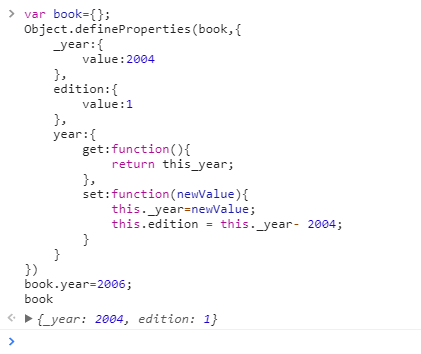 var book={};
Object.defineProperties(book,{
    _year:{
        value:2004
    },
    edition:{
        value:1
    },
    year:{
        get:function(){
            return this_year;
        },
        set:function(newValue){
            this._year=newValue;
            this.edition = this._year- 2004;
        }
    }
})
book.year=2006;
book
{_year: 2004, edition: 1}